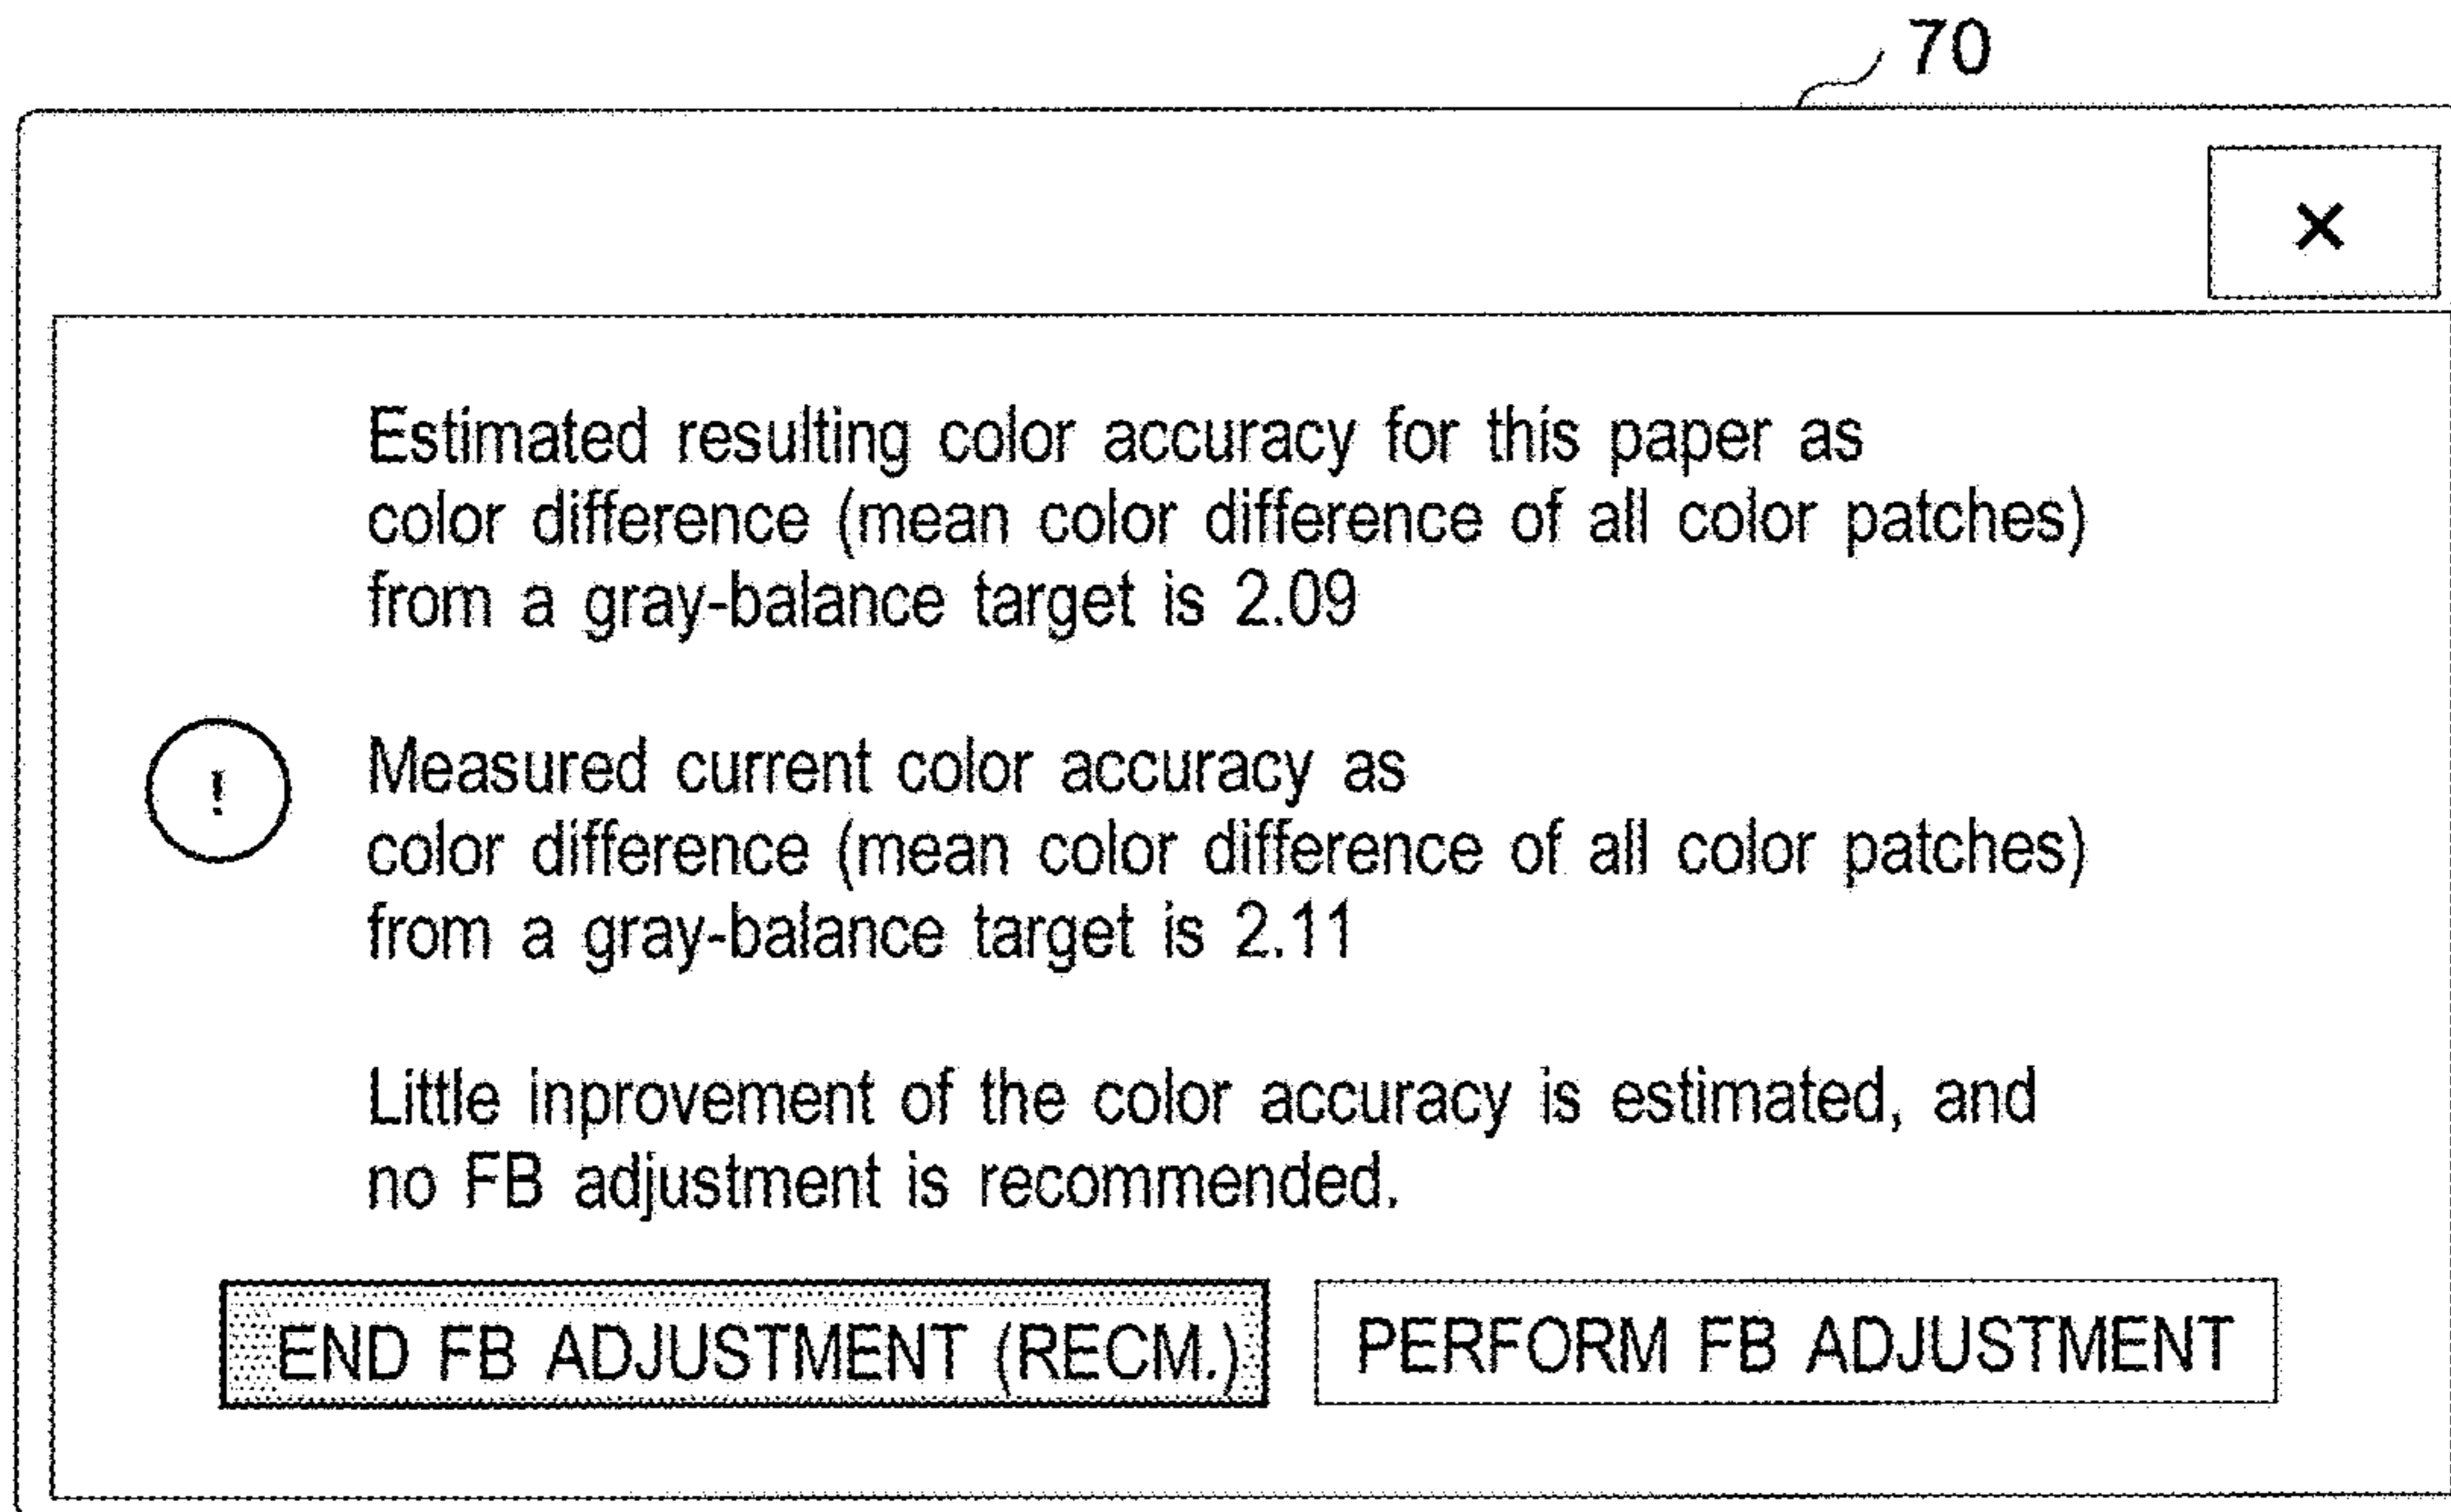 70
×
Estimated resulting color accuracy for this paper as
color difference (mean color difference of all color patches)
from a gray-balance target is 2.09
!
Measured current color accuracy as
color difference (mean color difference of all color patches)
from a gray-balance target is 2.11
Little inprovement of the color accuracy is estimated, and
no FB adjustment is recommended.
END FB ADJUSTMENT (RECM.)
PERFORM FB ADJUSTMENT